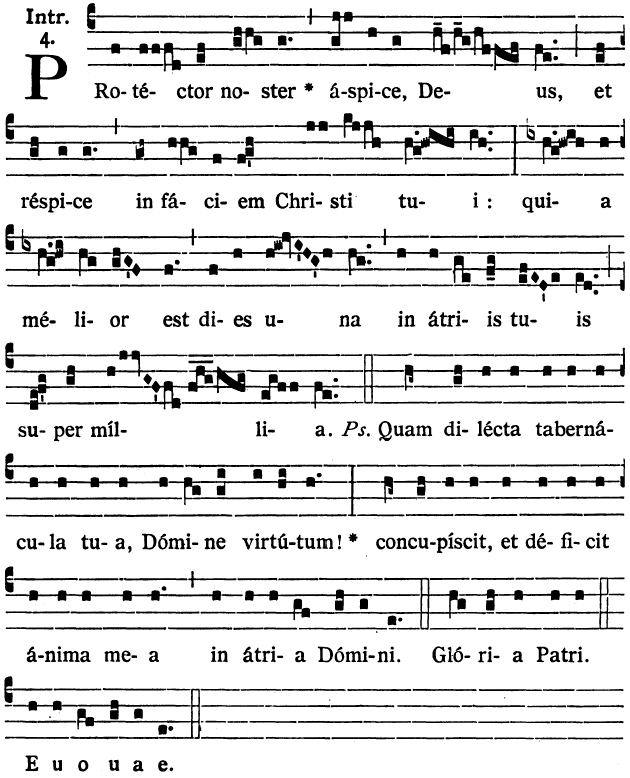 Intr.
4.
PRo-té- ctor no- ster * á-spi-ce, De- us, et
réspi-ce in fá- ci- em Chri- sti tu- i : qui- a
mé- li- or est di- es u- na in átri- is tu- is
su- per míl- li- a. Ps. Quam di- lécta taberná-
cu- la tu- a, Dómi- ne virtú-tum! * concu-píscit, et dé- fi- cit
á-nima me- a in átri- a Dómi-ni. Gló- ri- a Patri.
E u o u a e.